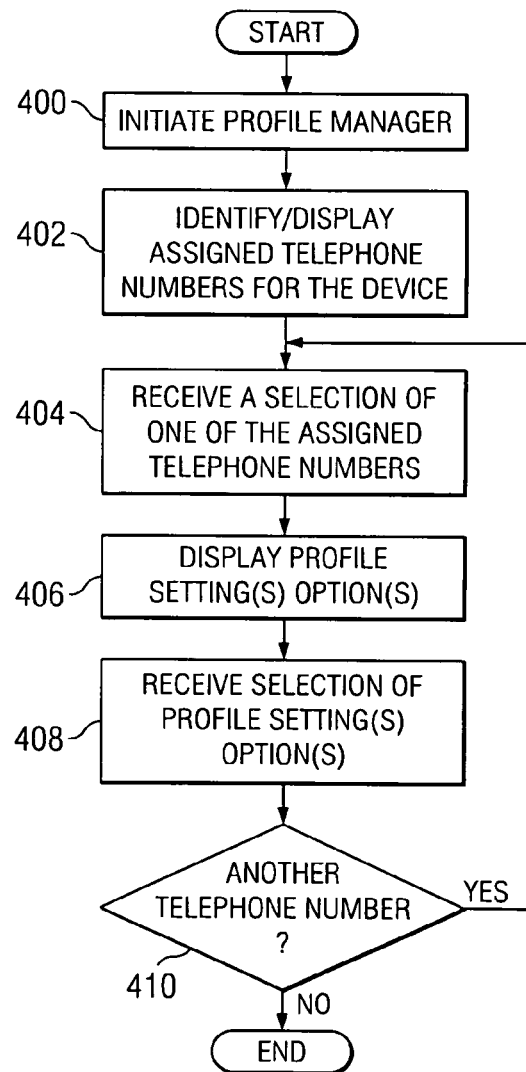 START
400
INITIATE PROFILE MANAGER
402
IDENTIFY/DISPLAY
ASSIGNED TELEPHONE
NUMBERS FOR THE DEVICE
404
RECEIVE A SELECTION OF
ONE OF THE ASSIGNED
TELEPHONE NUMBERS
406
DISPLAY PROFILE
SETTING(S) OPTION(S)
408
RECEIVE SELECTION OF
PROFILE SETTING(S)
OPTION(S)
ANOTHER
TELEPHONE NUMBER
?
YES
410
NO
END